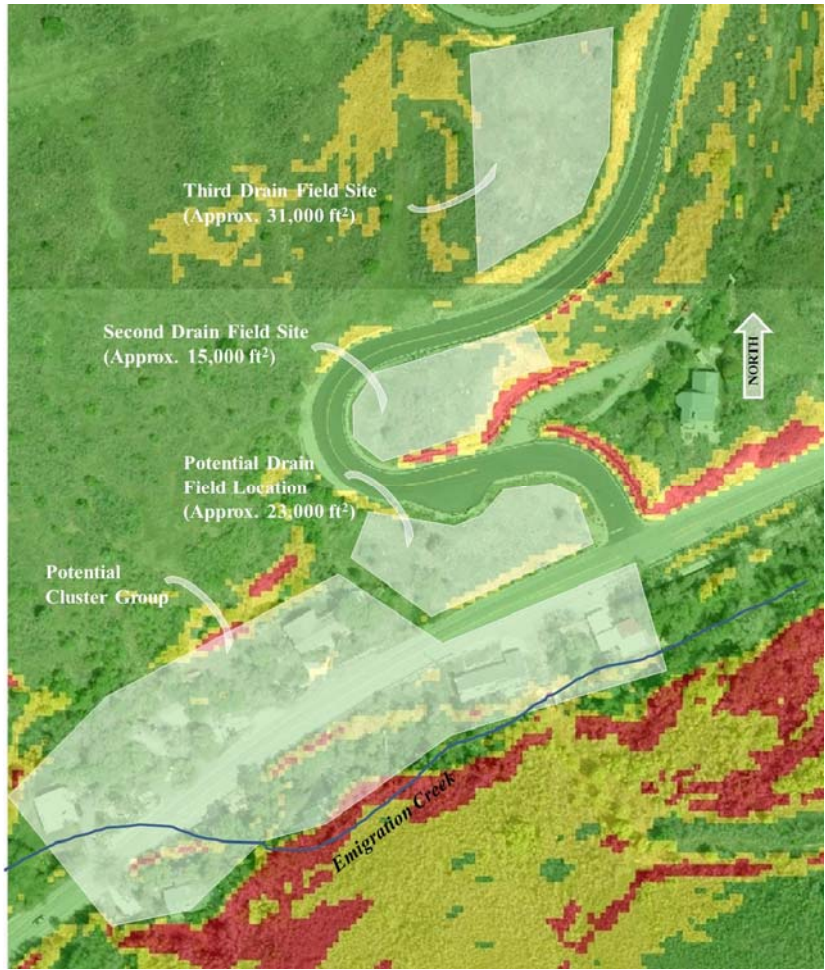 Third Drain Field Site
(Approx. 31,000 ft²)
Second Drain Field Site
(Approx. 15,000 ft²)
NORTH
Potential Drain
Field Location
(Approx. 23,000 ft²)
Potential
Cluster Group
Emigration Creek